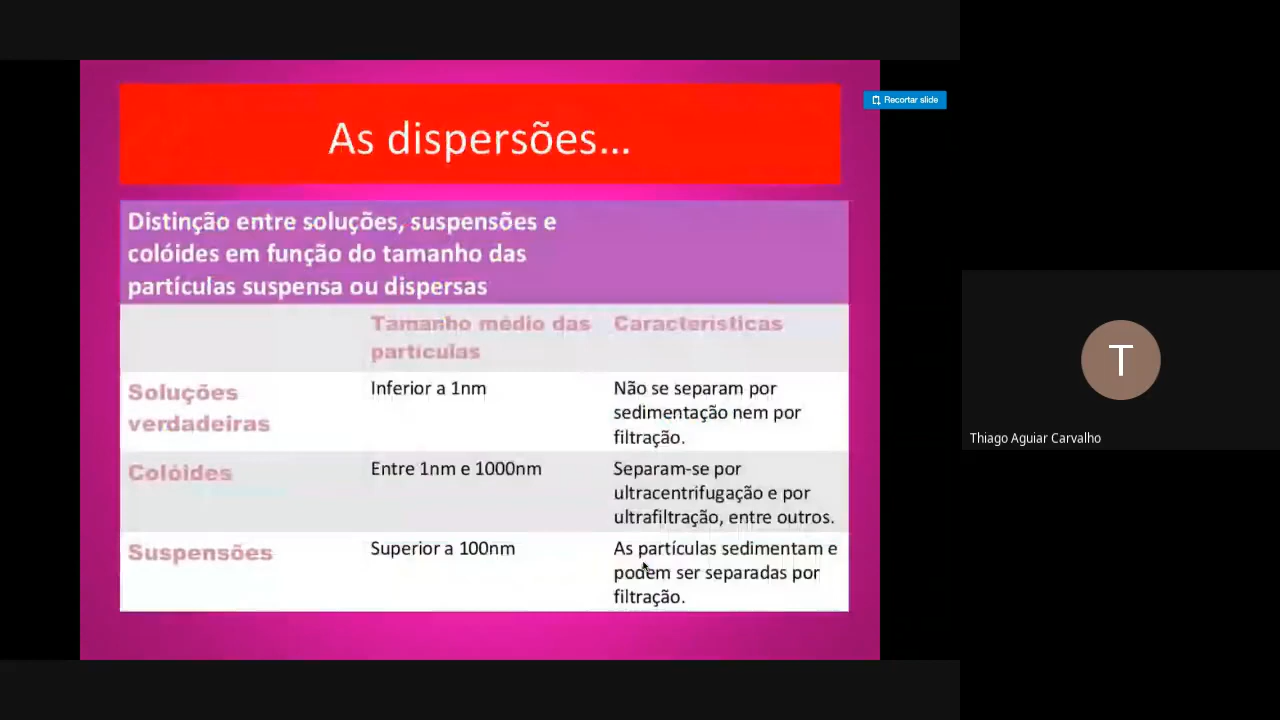 As dispersões...
Recortar slide
Distinção entre soluções, suspensões e
colóides em função do tamanho das
partículas suspensa ou dispersas
Tamanho médio das
partículas
Características
Soluções
verdadeiras
Inferior a 1nm
Não se separam por
sedimentação nem por
filtração.
Colóides
Entre 1nm e 1000nm
Separam-se por
ultracentrifugação e por
ultrafiltração, entre outros.
Suspensões
Superior a 100nm
As partículas sedimentam e
podem ser separadas por
filtração.
T
Thiago Aguiar Carvalho